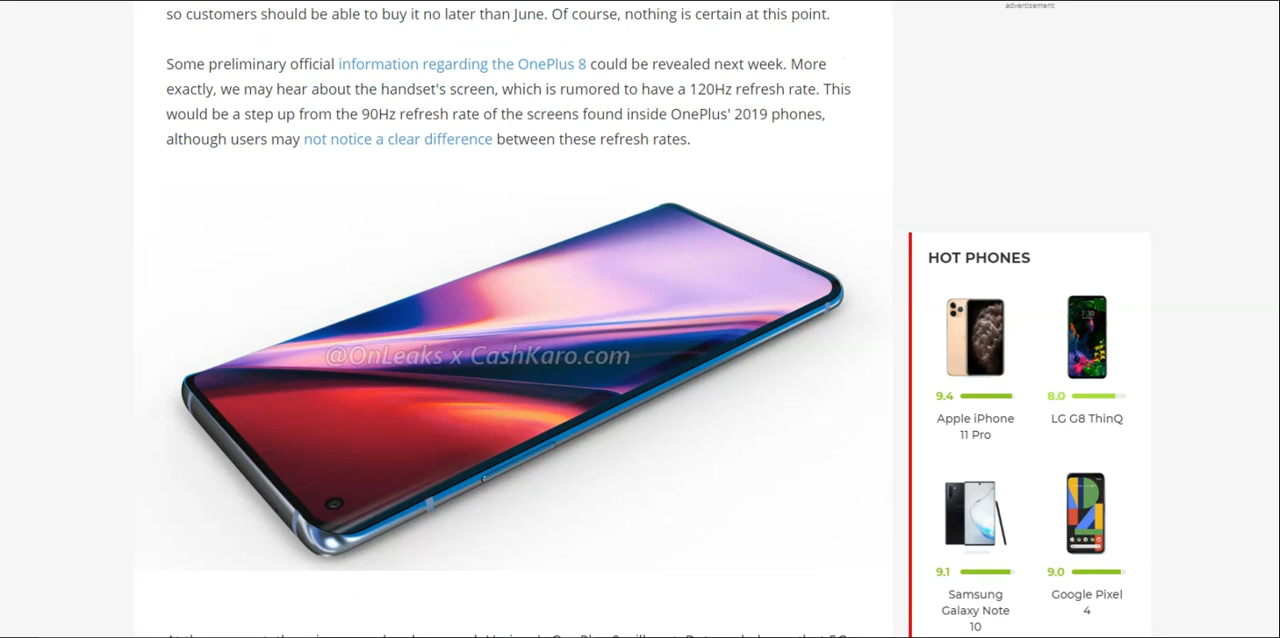 so customers should be able to buy it no later than June. Of course, nothing is certain at this point.
advertisement
Some preliminary official information regarding the OnePlus 8 could be revealed next week. More
exactly, we may hear about the handset's screen, which is rumored to have a 120Hz refresh rate. This
would be a step up from the 90Hz refresh rate of the screens found inside OnePlus' 2019 phones,
although users may not notice a clear difference between these refresh rates.
@OnLeaks x CashKaro.com
HOT PHONES
9.4
Apple iPhone
11 Pro
8.0
LG G8 ThinQ
9.1
Samsung
Galaxy Note
10
9.0
Google Pixel
4